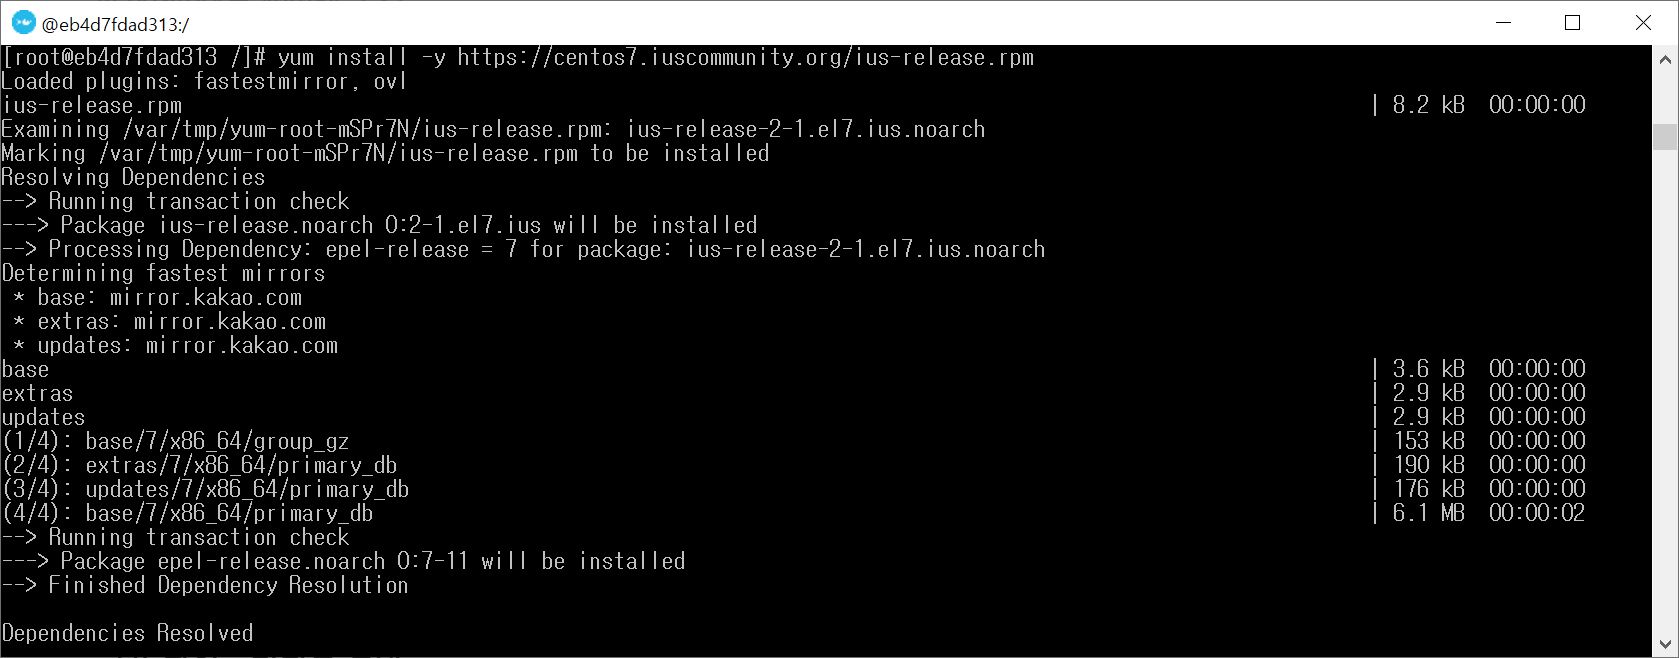 @eb4d7fdad313:/
[root@eb4d7fdad313 /]# yum install -y https://centos7.iuscommunity.org/ius-release.rpm
Loaded plugins: fastestmirror, ovl
ius-release.rpm | 8.2 kB 00:00:00
Examining /var/tmp/yum-root-mSPr7N/ius-release.rpm: ius-release-2-1.el7.ius.noarch
Marking /var/tmp/yum-root-mSPr7N/ius-release.rpm to be installed
Resolving Dependencies
--> Running transaction check
---> Package ius-release.noarch 0:2-1.el7.ius will be installed
--> Processing Dependency: epel-release = 7 for package: ius-release-2-1.el7.ius.noarch
Determining fastest mirrors
* base: mirror.kakao.com
* extras: mirror.kakao.com
* updates: mirror.kakao.com
base | 3.6 kB 00:00:00
extras | 2.9 kB 00:00:00
updates | 2.9 kB 00:00:00
(1/4): base/7/x86_64/group_gz | 153 kB 00:00:00
(2/4): extras/7/x86_64/primary_db | 190 kB 00:00:00
(3/4): updates/7/x86_64/primary_db | 176 kB 00:00:00
(4/4): base/7/x86_64/primary_db | 6.1 MB 00:00:02
--> Running transaction check
---> Package epel-release.noarch 0:7-11 will be installed
--> Finished Dependency Resolution
Dependencies Resolved